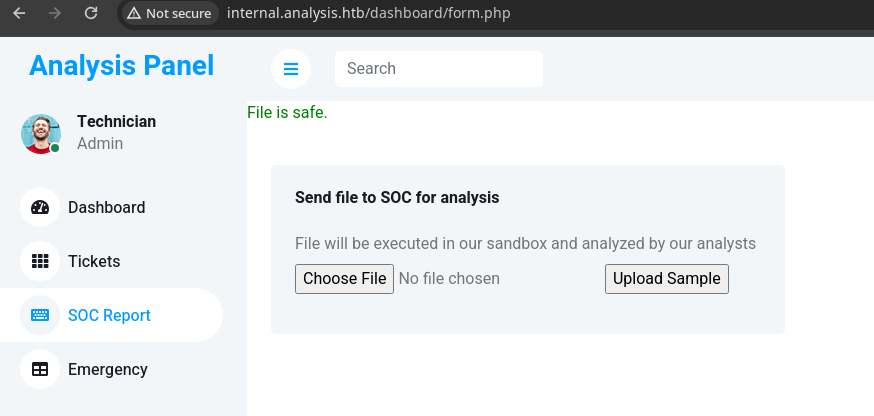 Not secure internal.analysis.htb/dashboard/form.php
Analysis Panel
Search
Technician
Admin
Dashboard
Tickets
SOC Report
Emergency
File is safe.
Send file to SOC for analysis
File will be executed in our sandbox and analyzed by our analysts
Choose File No file chosen Upload Sample